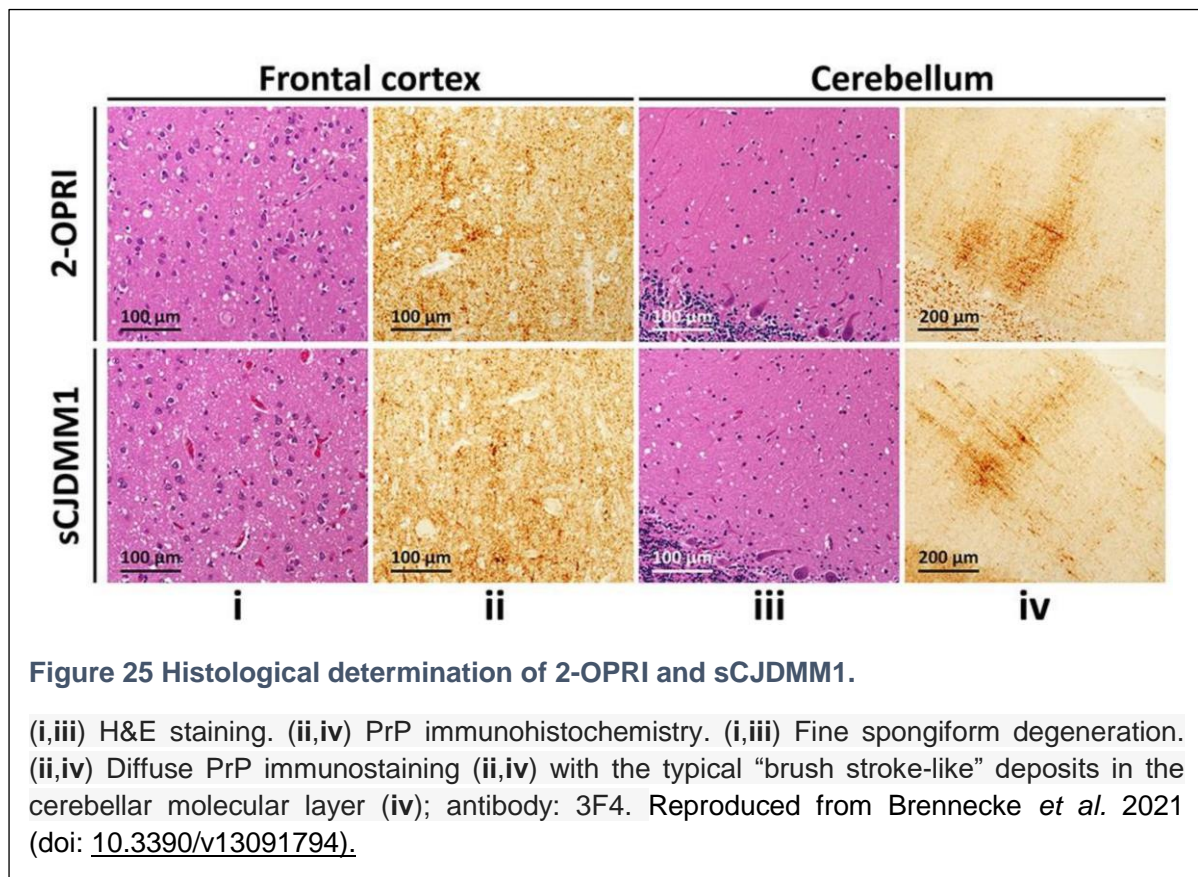 Frontal cortex
Cerebellum
2-OPRI
100 µm
100 µm
100 µm
200 µm
sCJDMM1
100 µm
100 µm
100 µm
200 µm
i
ii
iii
iv
Figure 25 Histological determination of 2-OPRI and sCJDMM1.
(i,iii) H&E staining. (ii,iv) PrP immunohistochemistry. (i,iii) Fine spongiform degeneration.
(ii,iv) Diffuse PrP immunostaining (ii,iv) with the typical “brush stroke-like” deposits in the
cerebellar molecular layer (iv); antibody: 3F4. Reproduced from Brennecke et al. 2021
(doi: 10.3390/v13091794).